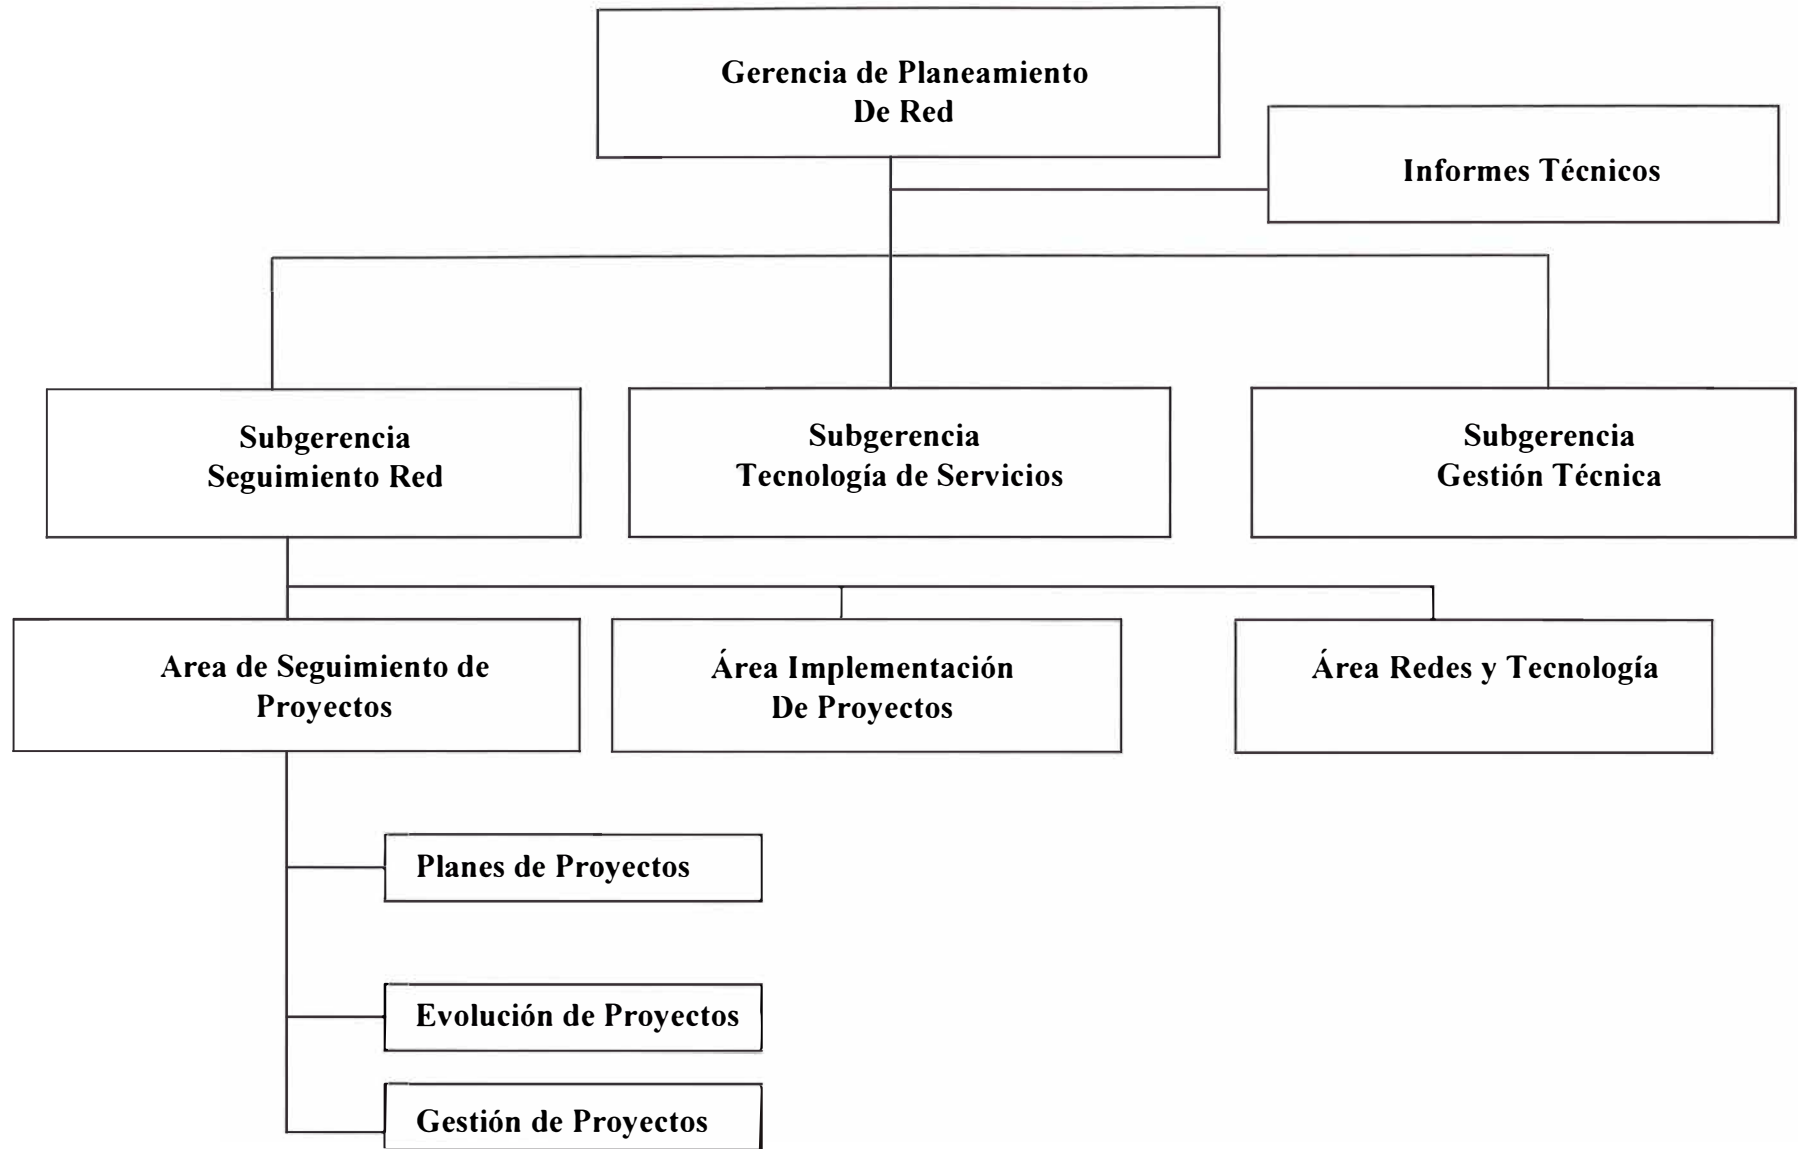 Gerencia de Planeamiento
De Red
Informes Técnicos
Subgerencia
Seguimiento Red
Subgerencia
Tecnología de Servicios
Subgerencia
Gestión Técnica
Area de Seguimiento de
Proyectos
Área Implementación
De Proyectos
Área Redes y Tecnología
Planes de Proyectos
Evolución de Proyectos
Gestión de Proyectos